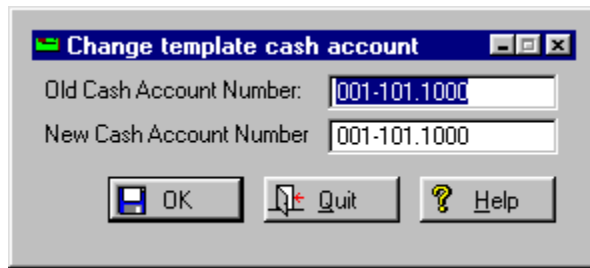 Change template cash account
Old Cash Account Number: 001-101.1000
New Cash Account Number 001-101.1000
OK Quit Help